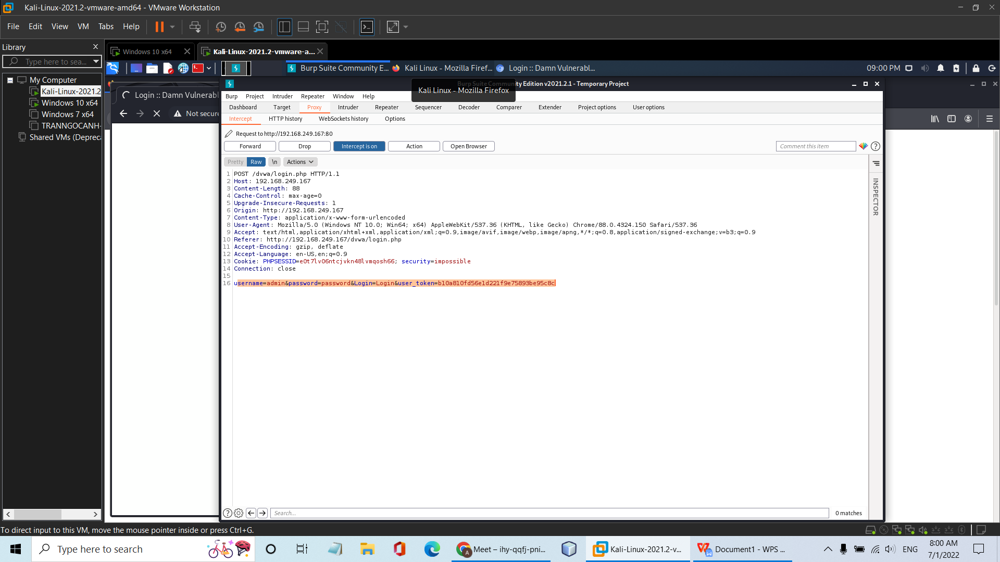 Kali-Linux-2021.2-vmware-amd64 - VMware Workstation
File Edit View VM Tabs Help
Library
Type here to sea...
My Computer
Kali-Linux-2021.2
Windows 10 x64
Windows 7 x64
TRANNGOCANH-
Shared VMs (Depreca
Windows 10 x64
Kali-Linux-2021.2-vmware-a...
Burp Suite Community E...
Kali Linux - Mozilla Firef...
Login :: Damn Vulnerabl...
09:00 PM
Login :: Damn Vulnerabl
Not secure
Burp Suite Community Edition v2021.2.1 - Temporary Project
Kali Linux - Mozilla Firefox
Burp Project Intruder Repeater Window Help
Dashboard Target Proxy Intruder Repeater Sequencer Decoder Comparer Extender Project options User options
Intercept HTTP history WebSockets history Options
Request to http://192.168.249.167:80
Forward Drop Intercept is on Action Open Browser
Comment this item
Pretty Raw \n Actions
INSPECTOR
1 POST /dvwa/login.php HTTP/1.1
2 Host: 192.168.249.167
3 Content-Length: 88
4 Cache-Control: max-age=0
5 Upgrade-Insecure-Requests: 1
6 Origin: http://192.168.249.167
7 Content-Type: application/x-www-form-urlencoded
8 User-Agent: Mozilla/5.0 (Windows NT 10.0; Win64; x64) AppleWebKit/537.36 (KHTML, like Gecko) Chrome/88.0.4324.150 Safari/537.36
9 Accept: text/html,application/xhtml+xml,application/xml;q=0.9,image/avif,image/webp,image/apng,*/*;q=0.8,application/signed-exchange;v=b3;q=0.9
10 Referer: http://192.168.249.167/dvwa/login.php
11 Accept-Encoding: gzip, deflate
12 Accept-Language: en-US,en;q=0.9
13 Cookie: PHPSESSID=e0t7lv06ntcjvkn48lvmqosh66; security=impossible
14 Connection: close
15
16 username=admin&password=password&Login=Login&user_token=b10a810fd56e1d221f9e75893be95c8c
Search...
0 matches
To direct input to this VM, move the mouse pointer inside or press Ctrl+G.
Type here to search
Meet – ihy-qqfj-pni...
Kali-Linux-2021.2-v...
Document1 - WPS ...
ENG
8:00 AM
7/1/2022